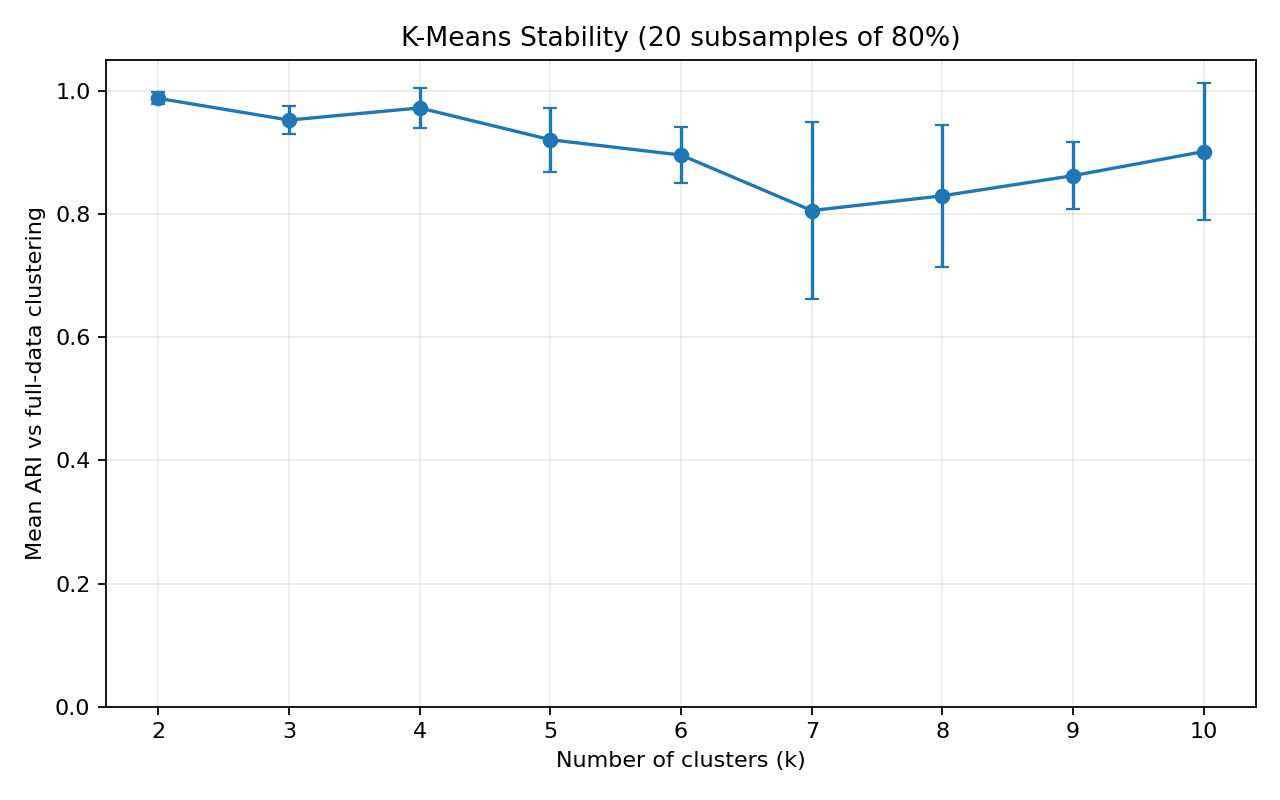 K-Means Stability (20 subsamples of 80%)
Mean ARI vs full-data clustering
1.0
0.8
0.6
0.4
0.2
0.0
2 3 4 5 6 7 8 9 10
Number of clusters (k)